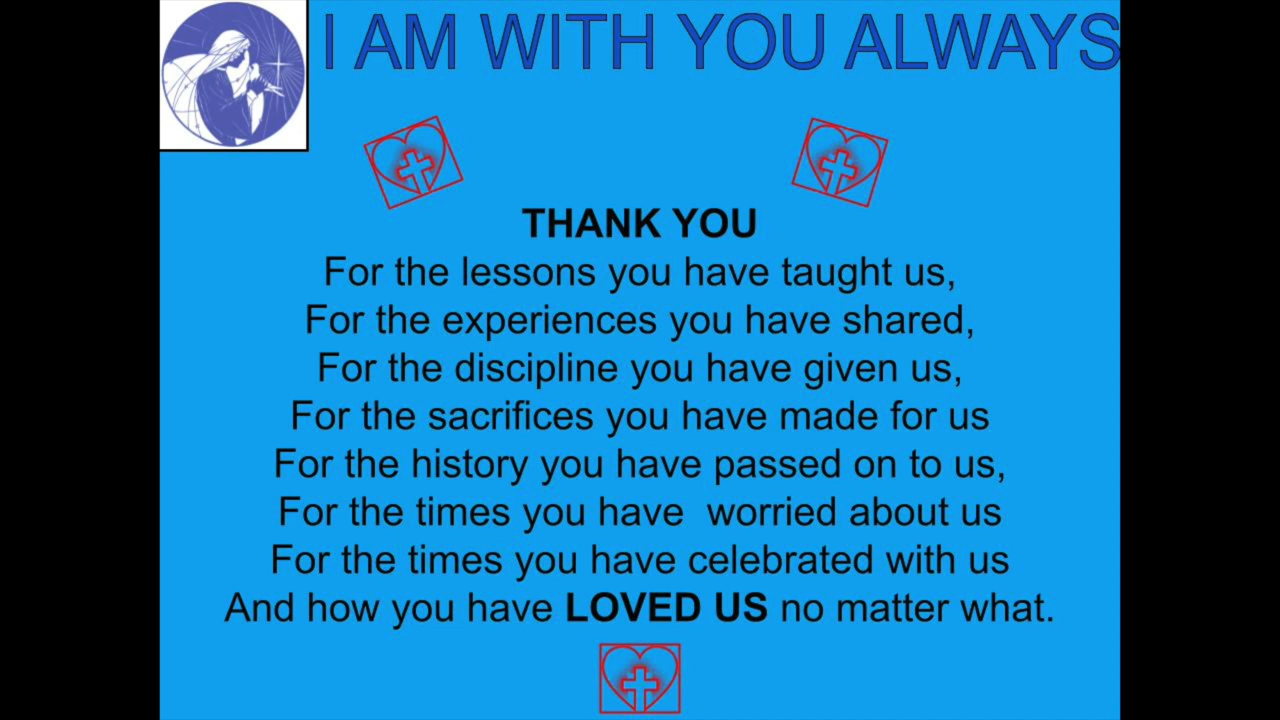 I AM WITH YOU ALWAYS
THANK YOU
For the lessons you have taught us,
For the experiences you have shared,
For the discipline you have given us,
For the sacrifices you have made for us
For the history you have passed on to us,
For the times you have  worried about us
For the times you have celebrated with us
And how you have LOVED US no matter what.